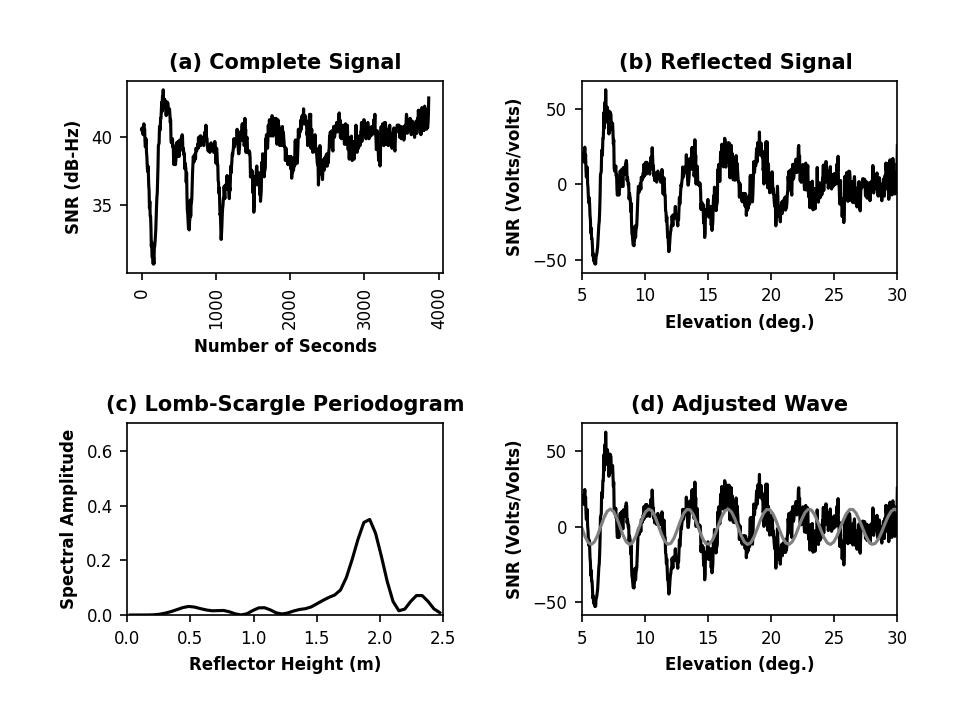 (a) Complete Signal
SNR (dB-Hz)
40
35
0
1000
2000
3000
4000
Number of Seconds
(b) Reflected Signal
SNR (Volts/volts)
50
0
−50
5
10
15
20
25
30
Elevation (deg.)
(c) Lomb-Scargle Periodogram
Spectral Amplitude
0.6
0.4
0.2
0.0
0.0
0.5
1.0
1.5
2.0
2.5
Reflector Height (m)
(d) Adjusted Wave
SNR (Volts/Volts)
50
0
−50
5
10
15
20
25
30
Elevation (deg.)